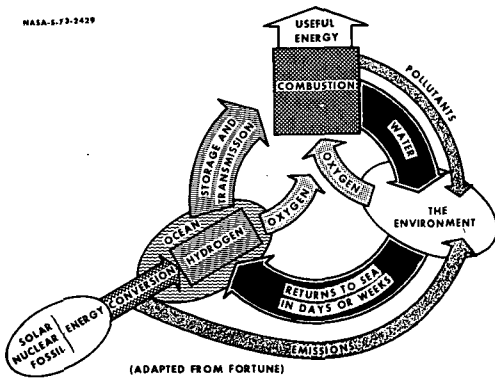 NASA-S-73-2429
USEFUL
ENERGY
COMBUSTION
POLLUTANTS
WATER
STORAGE AND
TRANSMISSION
OXYGEN
OXYGEN
THE
ENVIRONMENT
OCEAN
HYDROGEN
RETURNS TO SEA
IN DAYS OR WEEKS
CONVERSION
SOLAR
NUCLEAR
FOSSIL
ENERGY
EMISSIONS
(ADAPTED FROM FORTUNE)